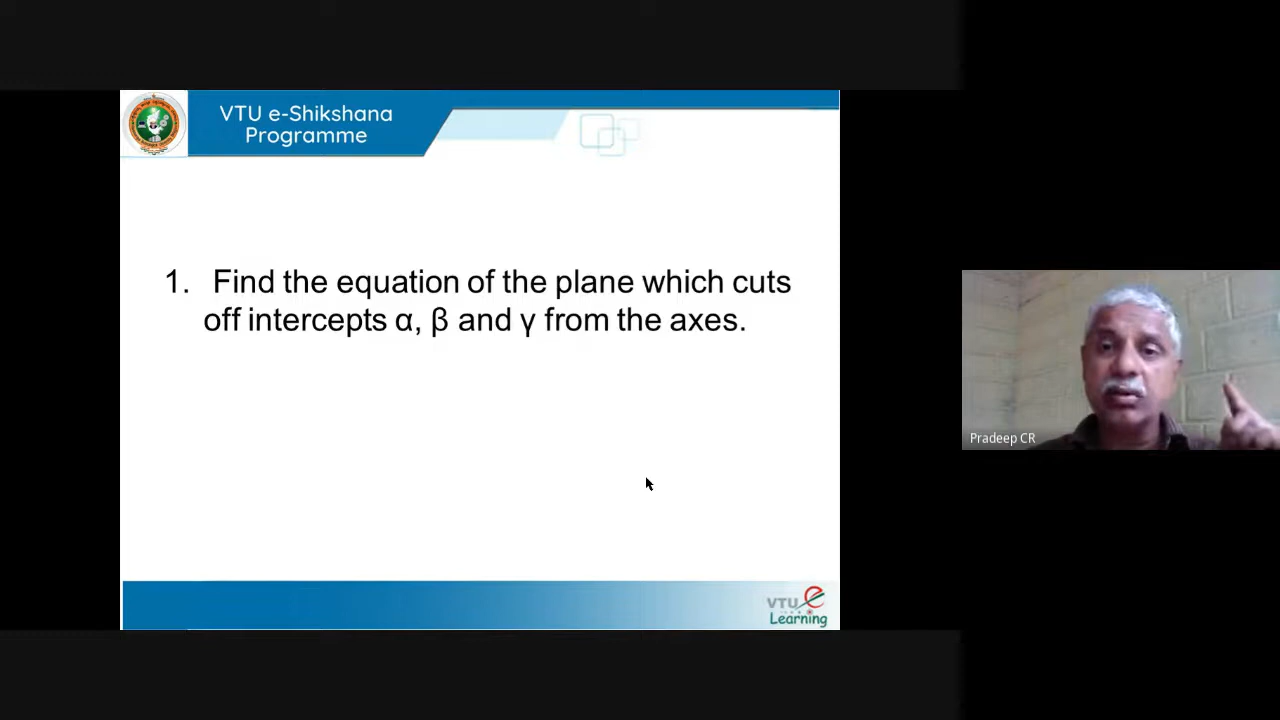 VTU e-Shikshana
Programme
1. Find the equation of the plane which cuts
off intercepts α, β and γ from the axes.
Pradeep CR
VTU e
Learning